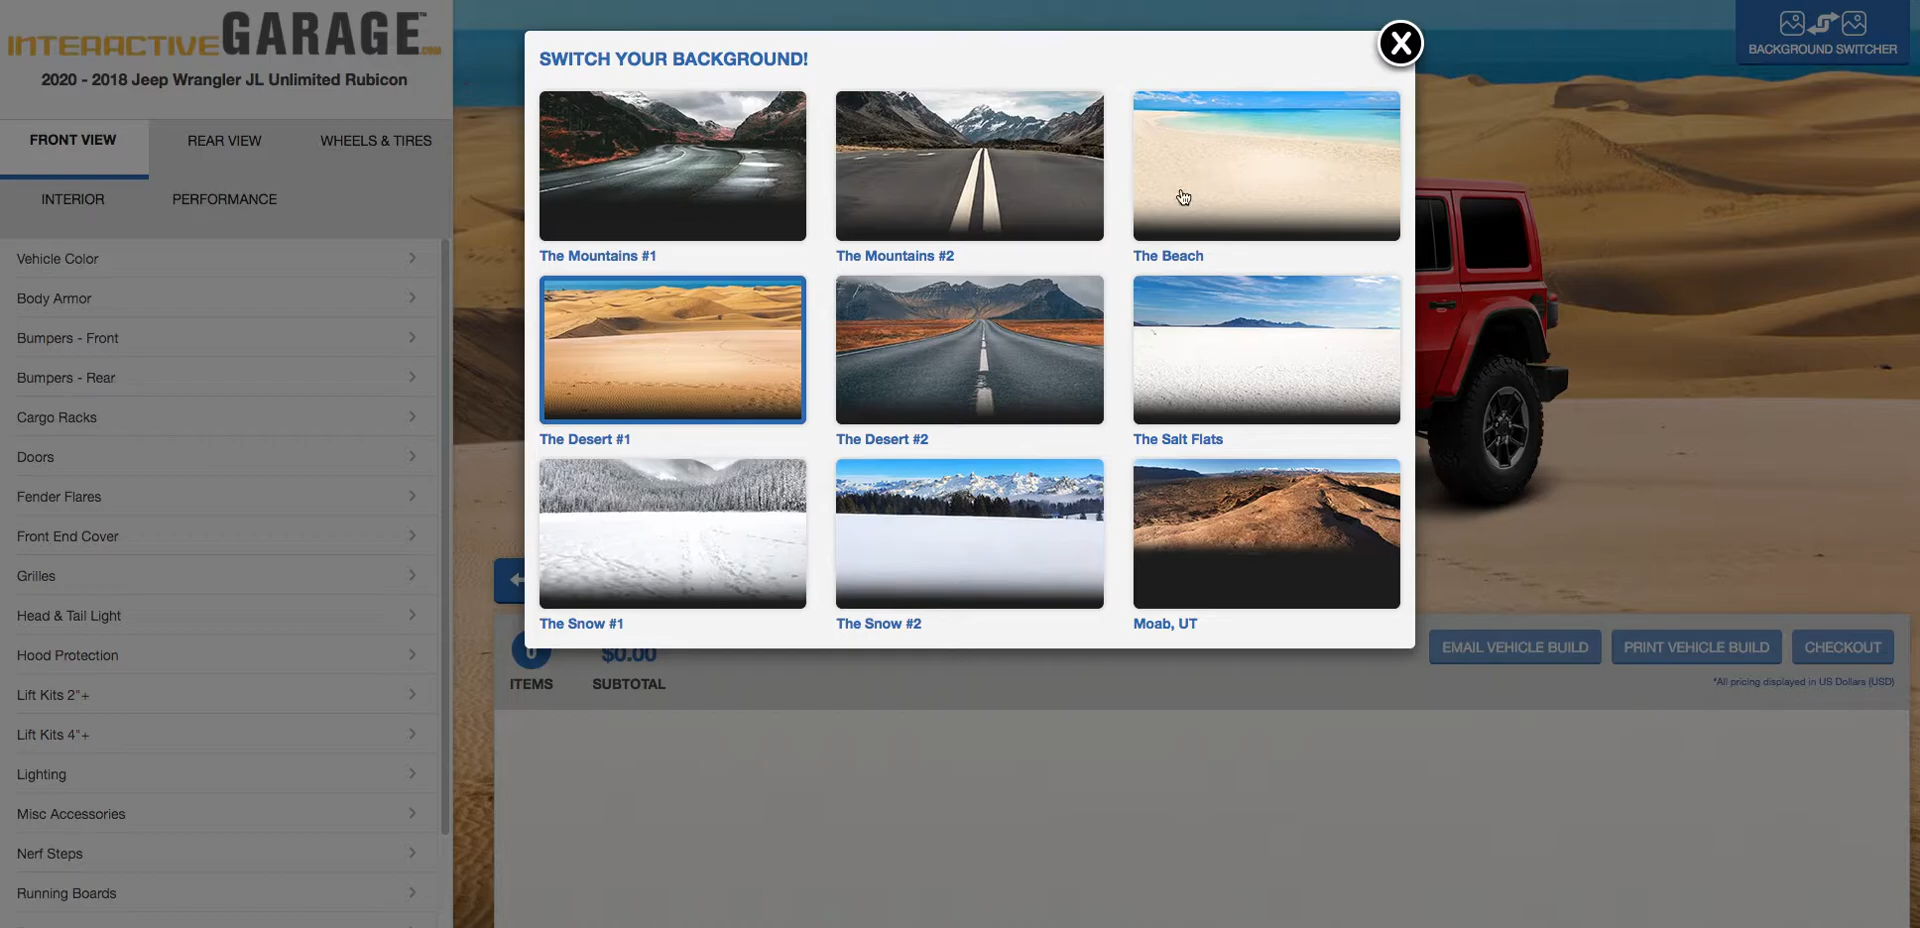 INTERACTIVE GARAGE™ .COM
2020 - 2018 Jeep Wrangler JL Unlimited Rubicon
FRONT VIEW
REAR VIEW
WHEELS & TIRES
INTERIOR
PERFORMANCE
Vehicle Color
Body Armor
Bumpers - Front
Bumpers - Rear
Cargo Racks
Doors
Fender Flares
Front End Cover
Grilles
Head & Tail Light
Hood Protection
Lift Kits 2"+
Lift Kits 4"+
Lighting
Misc Accessories
Nerf Steps
Running Boards
BACKGROUND SWITCHER
SWITCH YOUR BACKGROUND!
X
The Mountains #1
The Mountains #2
The Beach
The Desert #1
The Desert #2
The Salt Flats
The Snow #1
The Snow #2
Moab, UT
0
ITEMS
$0.00
SUBTOTAL
EMAIL VEHICLE BUILD
PRINT VEHICLE BUILD
CHECKOUT
*All pricing displayed in US Dollars (USD)